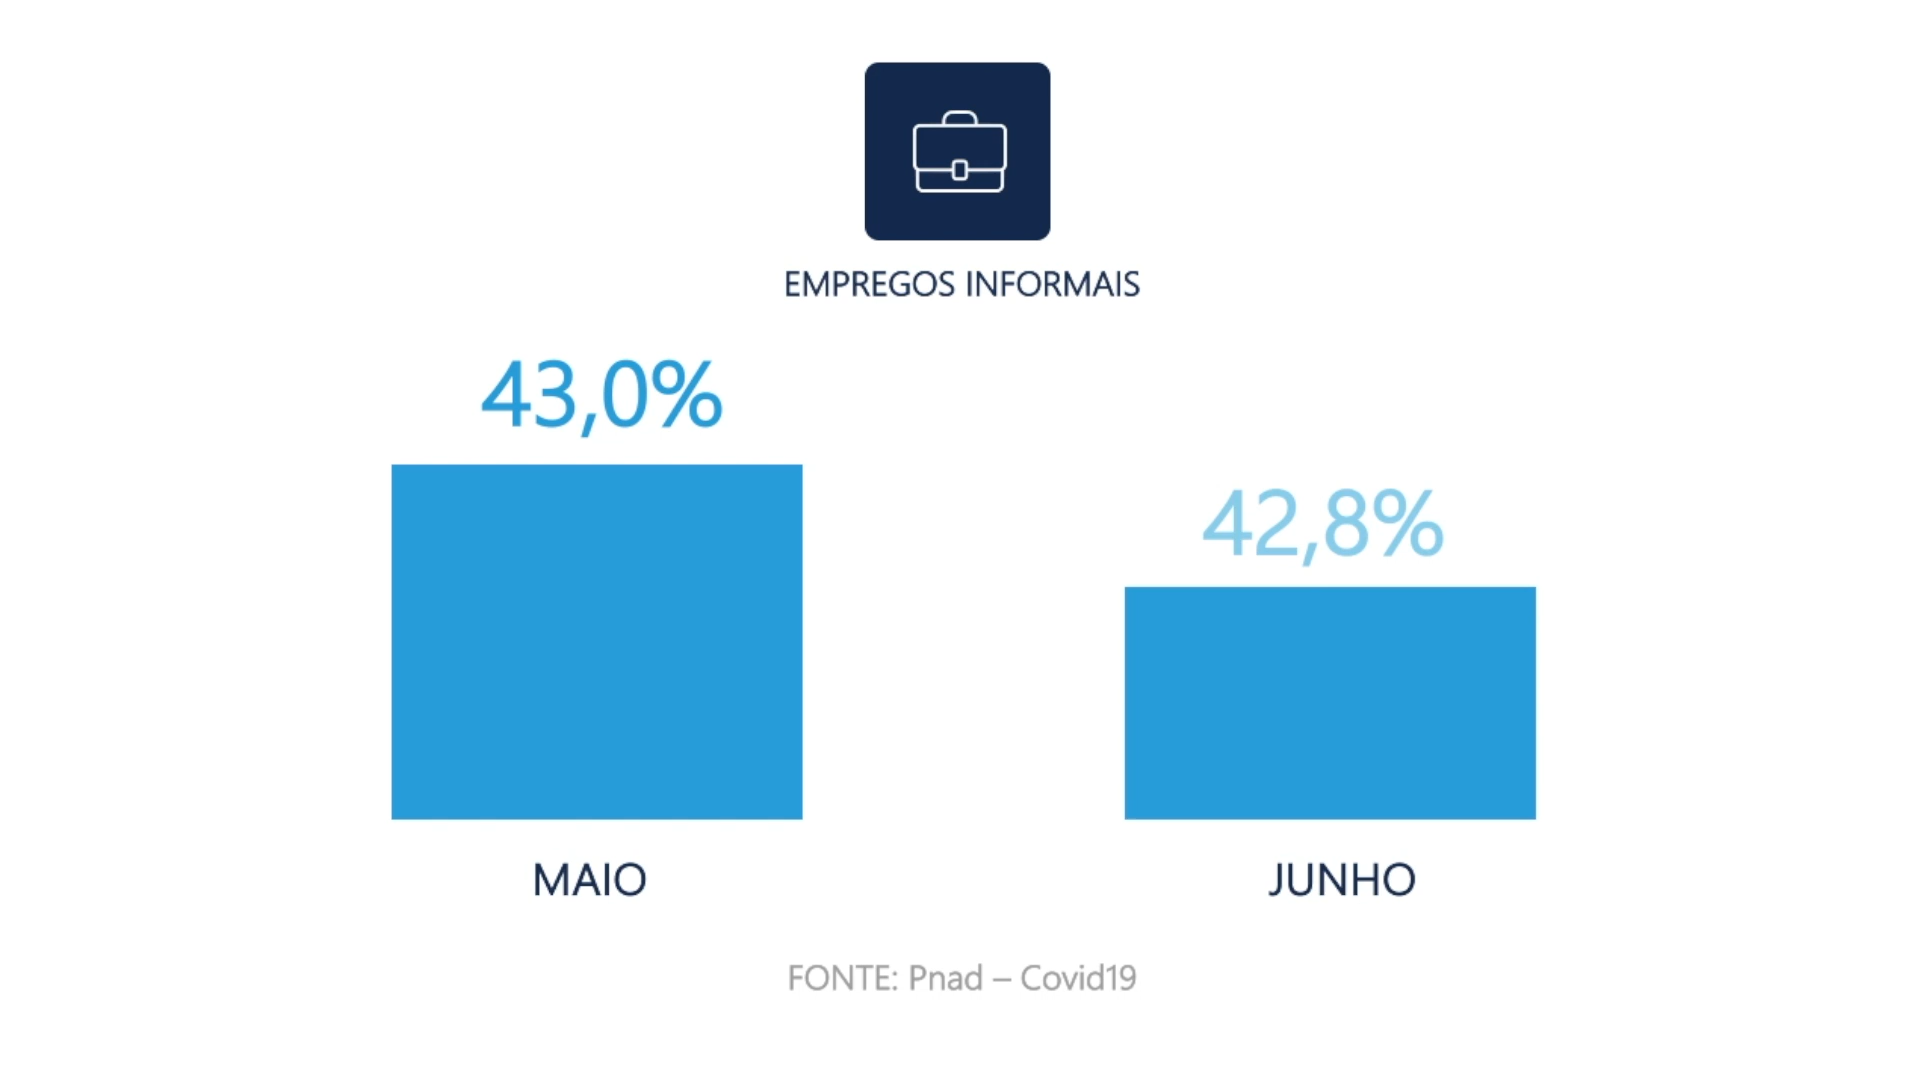 EMPREGOS INFORMAIS
43,0%
42,8%
MAIO
JUNHO
FONTE: Pnad – Covid19